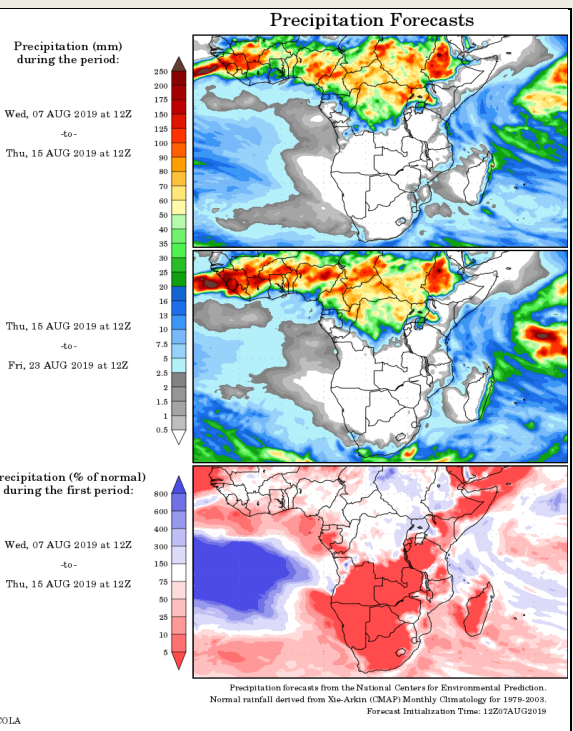 Precipitation Forecasts
Precipitation (mm)
during the period:
Wed, 07 AUG 2019 at 12Z
-to-
Thu, 15 AUG 2019 at 12Z
250
200
175
150
125
100
90
80
70
60
50
40
35
30
25
20
16
13
10
7.5
5
2.5
2
1.5
1
0.5
Thu, 15 AUG 2019 at 12Z
-to-
Fri, 23 AUG 2019 at 12Z
recipitation (% of normal)
during the first period:
Wed, 07 AUG 2019 at 12Z
-to-
Thu, 15 AUG 2019 at 12Z
800
600
400
300
150
75
50
25
10
5
Precipitation forecasts from the National Centers for Environmental Prediction.
Normal rainfall derived from Xie-Arkin (CMAP) Monthly Climatology for 1979-2003.
Forecast Initialization Time: 12Z07AUG2019
COLA